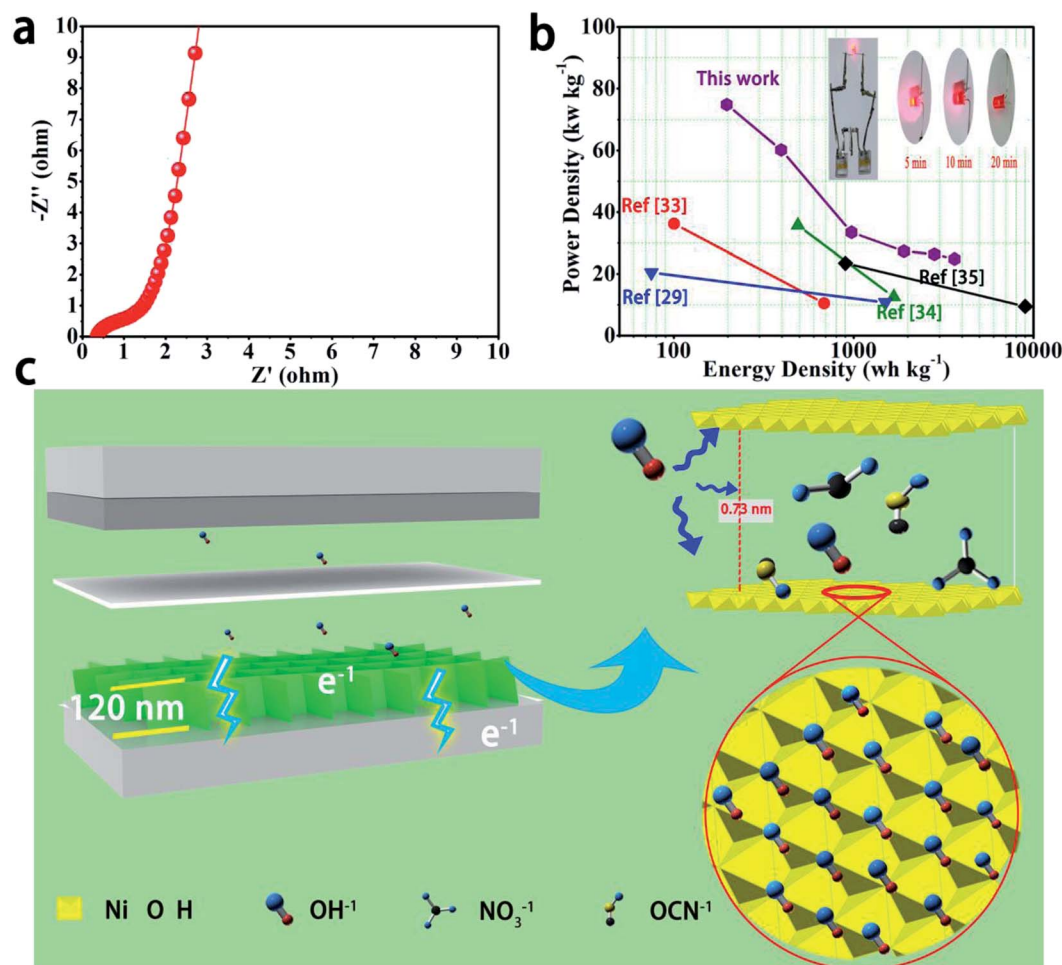 a
10
9
8
7
6
5
4
3
2
1
0
-Z'' (ohm)
0 1 2 3 4 5 6 7 8 9 10
Z' (ohm)
b
100
80
60
40
20
0
Power Density (kw kg⁻¹)
This work
5 min 10 min 20 min
Ref [33]
Ref [29]
Ref [34]
Ref [35]
100 1000 10000
Energy Density (wh kg⁻¹)
c
0.73 nm
120 nm
e⁻¹
e⁻¹
Ni O H OH⁻¹ NO₃⁻¹ OCN⁻¹